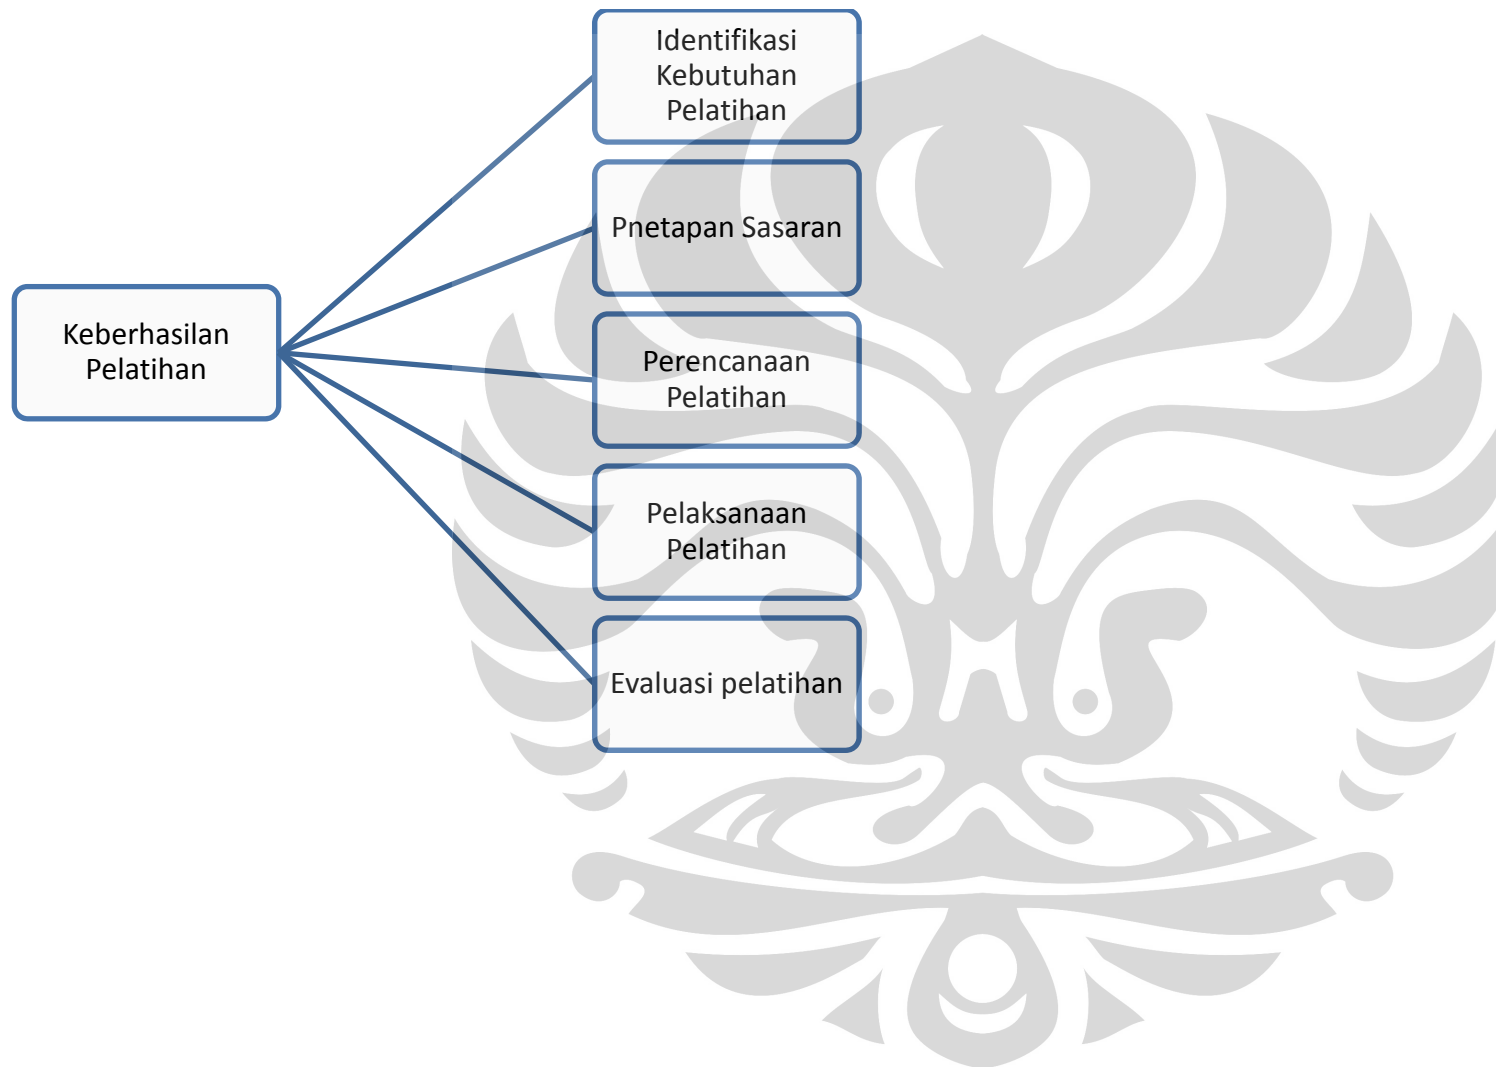 Identifikasi
Kebutuhan
Pelatihan
Pnetapan Sasaran
Keberhasilan
Pelatihan
Perencanaan
Pelatihan
Pelaksanaan
Pelatihan
Evaluasi pelatihan